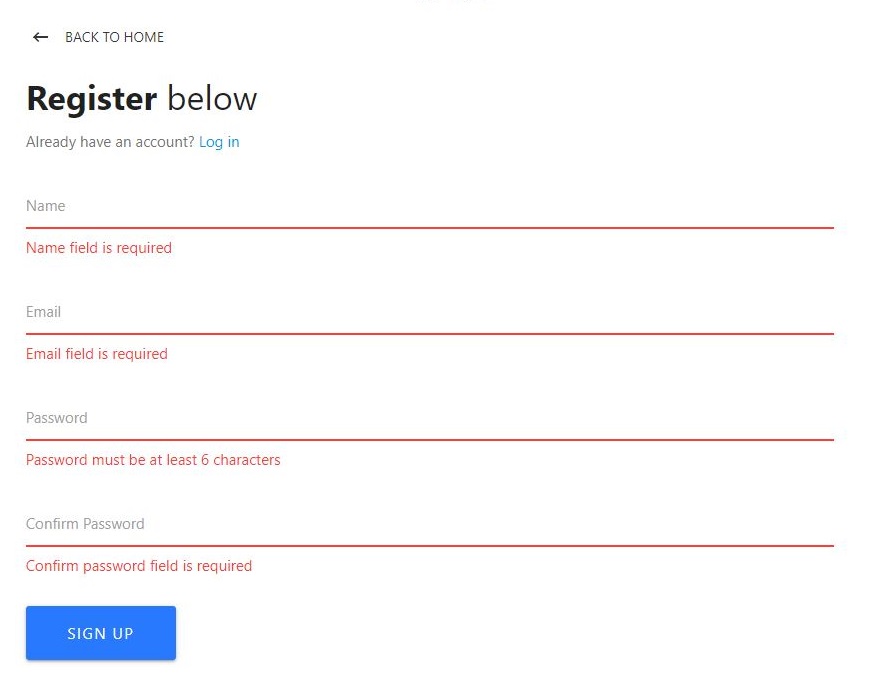 ← BACK TO HOME
Register below
Already have an account? Log in
Name
Name field is required
Email
Email field is required
Password
Password must be at least 6 characters
Confirm Password
Confirm password field is required
SIGN UP